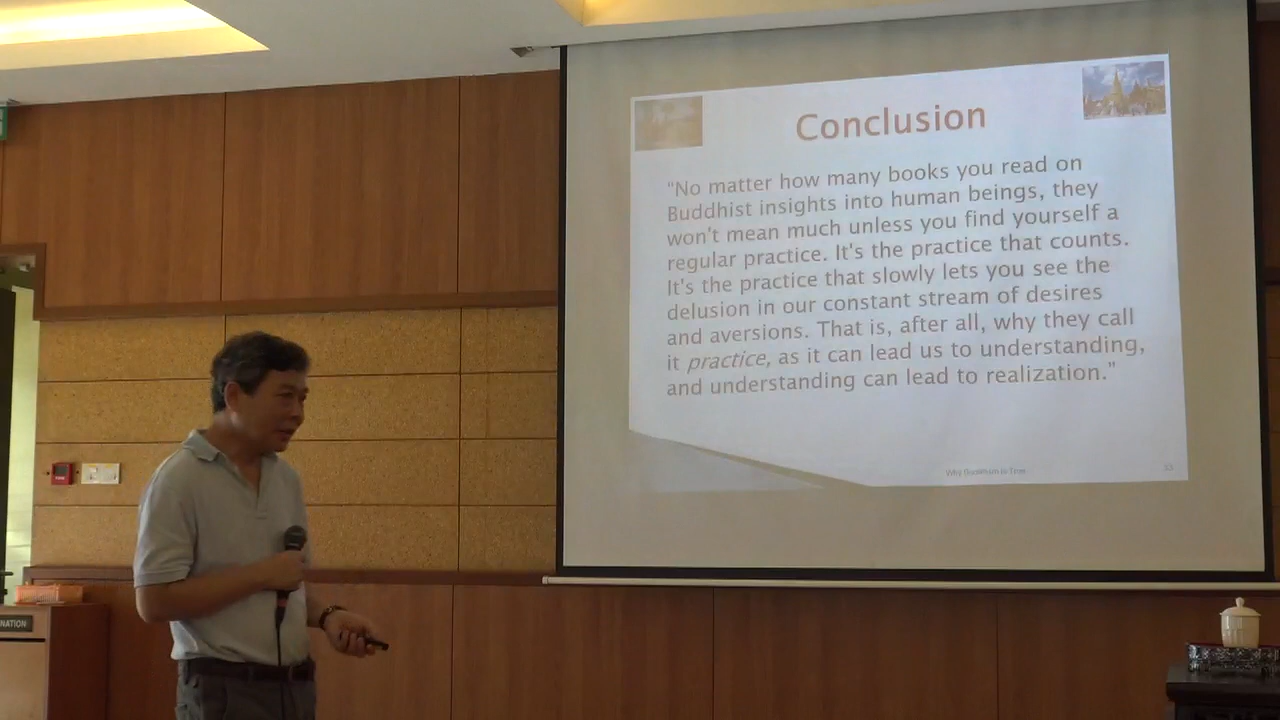 Conclusion
"No matter how many books you read on
Buddhist insights into human beings, they
won't mean much unless you find yourself a
regular practice. It's the practice that counts.
It's the practice that slowly lets you see the
delusion in our constant stream of desires
and aversions. That is, after all, why they call
it practice, as it can lead us to understanding,
and understanding can lead to realization."
Why Buddhism is True
33
NATION